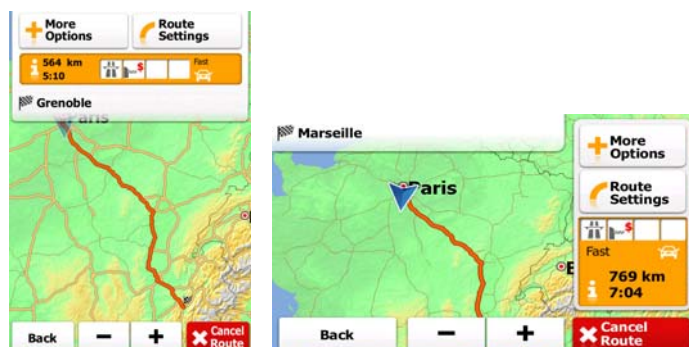 More
Options
Route
Settings
564 km
5:10
$
Fast
Grenoble
Paris
Back
−
+
Cancel
Route
Marseille
Paris
More
Options
Route
Settings
$
Fast
769 km
7:04
Back
−
+
Cancel
Route